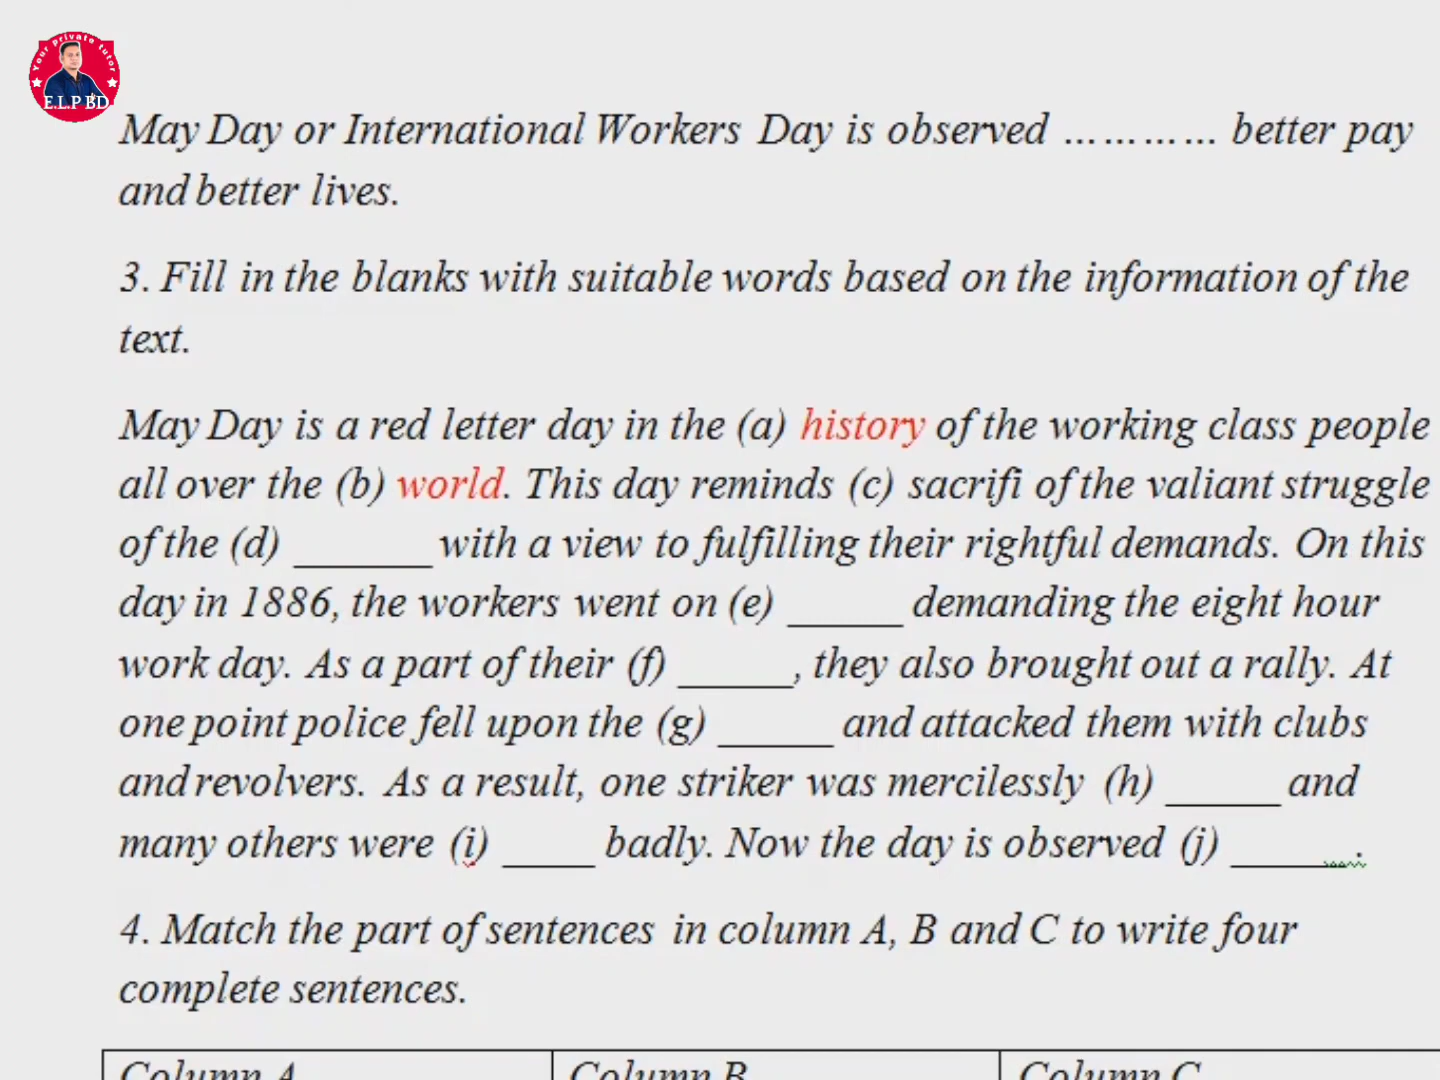 Your private tutor
E.L.P BD
May Day or International Workers Day is observed ………… better pay
and better lives.
3. Fill in the blanks with suitable words based on the information of the
text.
May Day is a red letter day in the (a) history of the working class people
all over the (b) world. This day reminds (c) sacrifi of the valiant struggle
of the (d) ______ with a view to fulfilling their rightful demands. On this
day in 1886, the workers went on (e) _____ demanding the eight hour
work day. As a part of their (f) _____, they also brought out a rally. At
one point police fell upon the (g) _____ and attacked them with clubs
and revolvers. As a result, one striker was mercilessly (h) _____ and
many others were (i) ____ badly. Now the day is observed (j) _____.
4. Match the part of sentences in column A, B and C to write four
complete sentences.
Column A Column B Column C